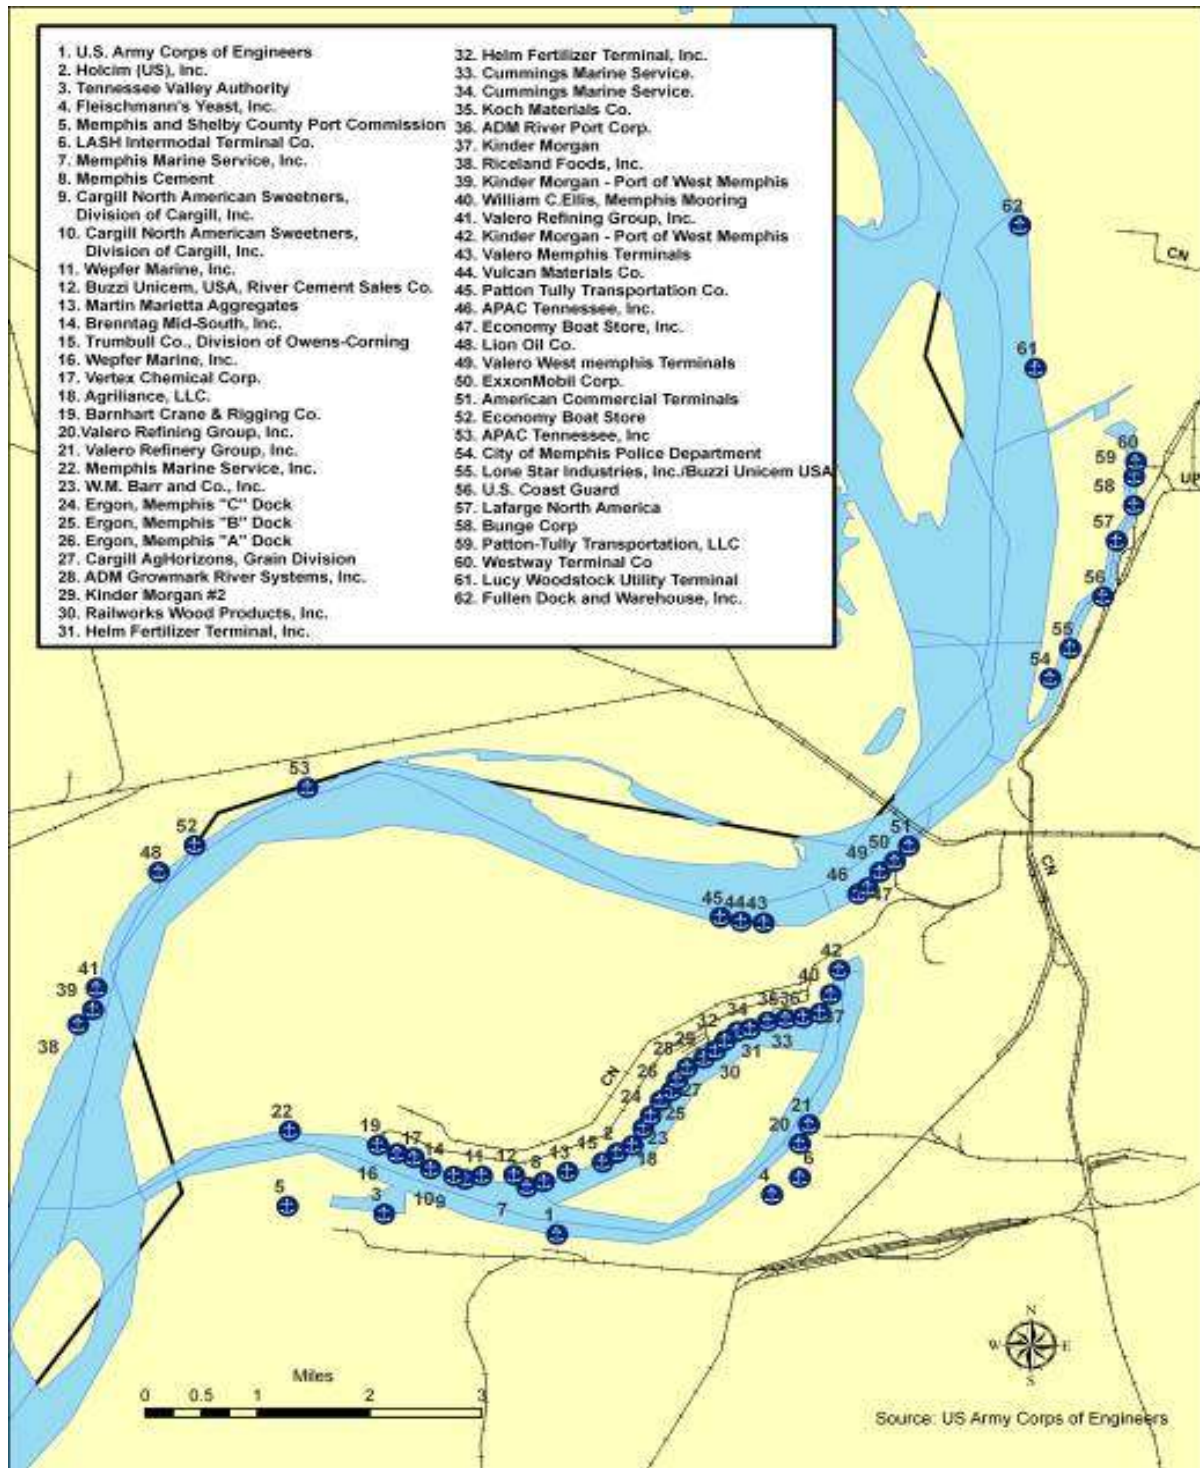 1. U.S. Army Corps of Engineers
2. Holcim (US), Inc.
3. Tennessee Valley Authority
4. Fleischmann's Yeast, Inc.
5. Memphis and Shelby County Port Commission
6. LASH Intermodal Terminal Co.
7. Memphis Marine Service, Inc.
8. Memphis Cement
9. Cargill North American Sweetners,
Division of Cargill, Inc.
10. Cargill North American Sweetners,
Division of Cargill, Inc.
11. Wepfer Marine, Inc.
12. Buzzi Unicem, USA, River Cement Sales Co.
13. Martin Marietta Aggregates
14. Brenntag Mid-South, Inc.
15. Trumbull Co., Division of Owens-Corning
16. Wepfer Marine, Inc.
17. Vertex Chemical Corp.
18. Agriliance, LLC.
19. Barnhart Crane & Rigging Co.
20.Valero Refining Group, Inc.
21. Valero Refinery Group, Inc.
22. Memphis Marine Service, Inc.
23. W.M. Barr and Co., Inc.
24. Ergon, Memphis "C" Dock
25. Ergon, Memphis "B" Dock
26. Ergon, Memphis "A" Dock
27. Cargill AgHorizons, Grain Division
28. ADM Growmark River Systems, Inc.
29. Kinder Morgan #2
30. Railworks Wood Products, Inc.
31. Helm Fertilizer Terminal, Inc.
32. Helm Fertilizer Terminal, Inc.
33. Cummings Marine Service.
34. Cummings Marine Service.
35. Koch Materials Co.
36. ADM River Port Corp.
37. Kinder Morgan
38. Riceland Foods, Inc.
39. Kinder Morgan - Port of West Memphis
40. William C.Ellis, Memphis Mooring
41. Valero Refining Group, Inc.
42. Kinder Morgan - Port of West Memphis
43. Valero Memphis Terminals
44. Vulcan Materials Co.
45. Patton Tully Transportation Co.
46. APAC Tennessee, Inc.
47. Economy Boat Store, Inc.
48. Lion Oil Co.
49. Valero West memphis Terminals
50. ExxonMobil Corp.
51. American Commercial Terminals
52. Economy Boat Store
53. APAC Tennessee, Inc
54. City of Memphis Police Department
55. Lone Star Industries, Inc./Buzzi Unicem USA
56. U.S. Coast Guard
57. Lafarge North America
58. Bunge Corp
59. Patton-Tully Transportation, LLC
60. Westway Terminal Co
61. Lucy Woodstock Utility Terminal
62. Fullen Dock and Warehouse, Inc.
62
CN
61
60
59
UP
58
57
56
55
54
53
52
51
50
49
48
46
47
45
44
43
CN
42
41
40
39
38
36
37
34
33
32
31
29
30
28
CN
26
27
24
25
23
22
21
20
19
18
2
15
17
14
13
12
11
8
6
4
16
10
9
7
5
3
1
N
W
E
S
Miles
0 0.5 1 2 3
Source: US Army Corps of Engineers